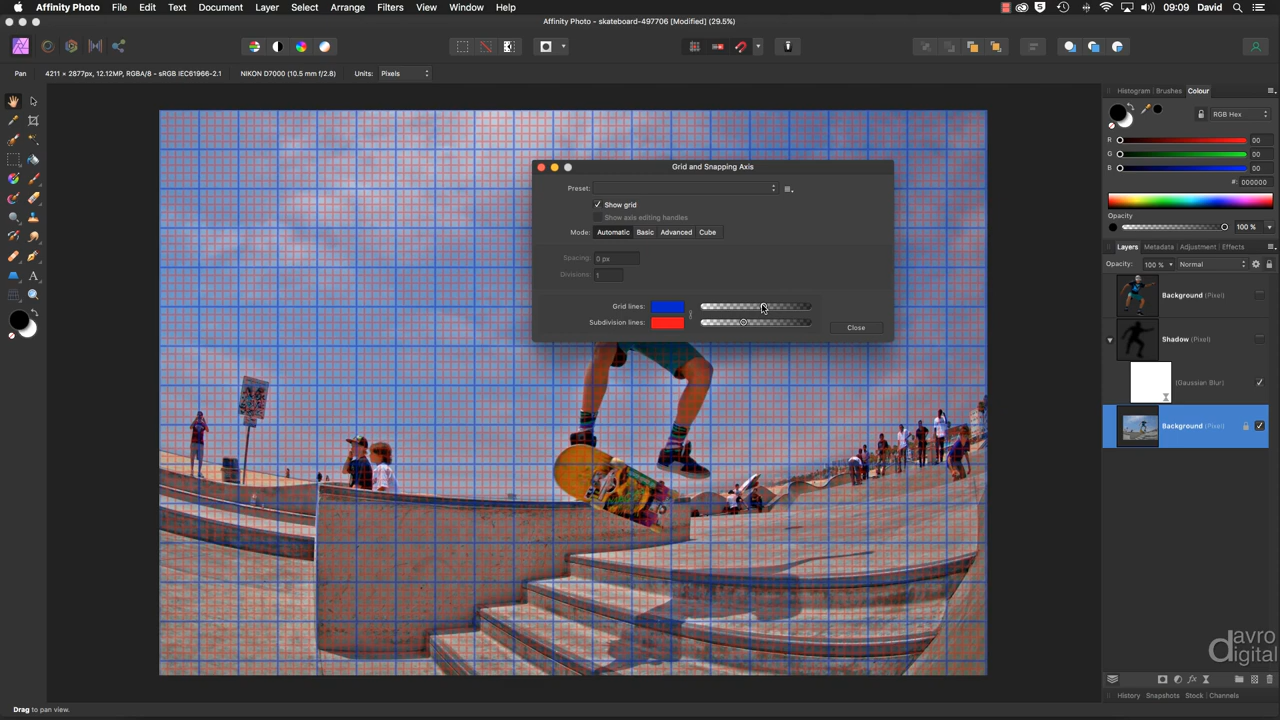 Affinity Photo File Edit Text Document Layer Select Arrange Filters View Window Help 5 09:09 David
Affinity Photo - skateboard-497706 [Modified] (29.5%)
Pan 4211 × 2877px, 12.12MP, RGBA/8 - sRGB IEC61966-2.1 NIKON D7000 (10.5 mm f/2.8) Units: Pixels
Histogram Brushes Colour
RGB Hex
R 00
G 00
B 00
#: 000000
Opacity
100 %
Layers Metadata Adjustment Effects
Opacity: 100 % Normal
Background (Pixel)
Shadow (Pixel)
(Gaussian Blur)
Background (Pixel)
Grid and Snapping Axis
Preset:
Show grid
Show axis editing handles
Mode: Automatic Basic Advanced Cube
Spacing: 0 px
Divisions: 1
Grid lines:
Subdivision lines:
Close
davro
digital
History Snapshots Stock Channels
Drag to pan view.